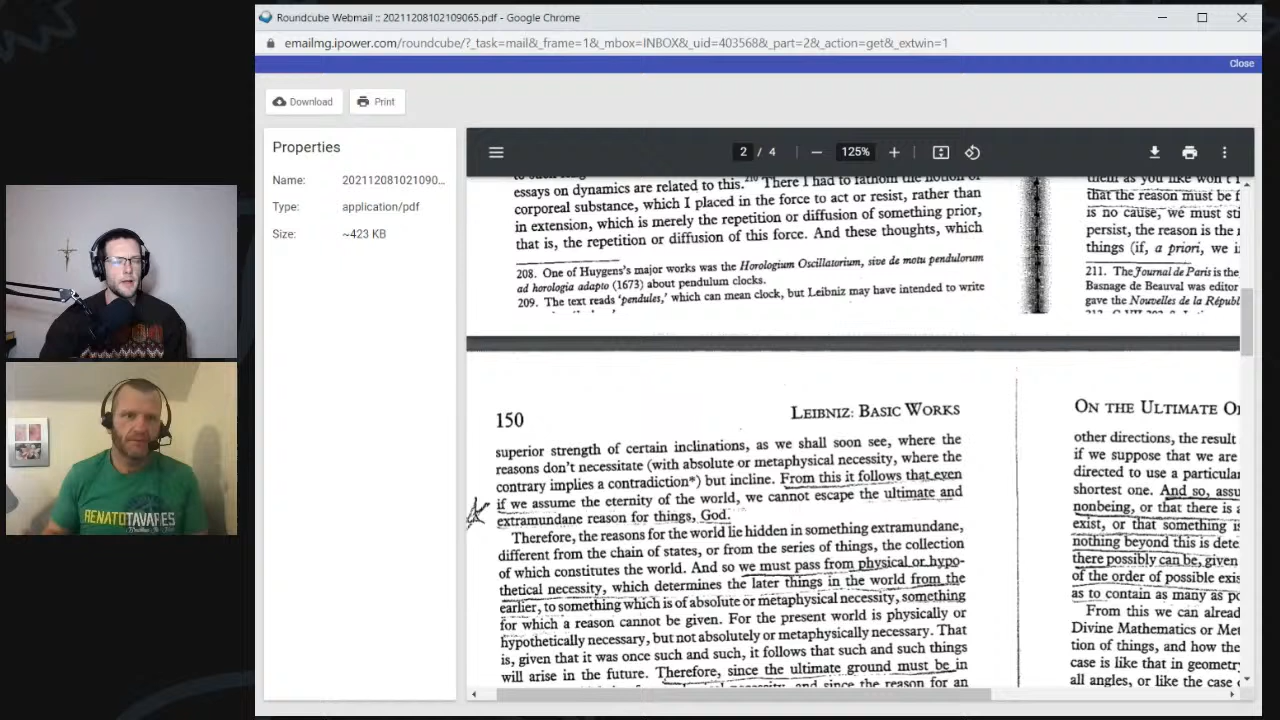 Roundcube Webmail :: 20211208102109065.pdf - Google Chrome
emailmg.ipower.com/roundcube/?_task=mail&_frame=1&_mbox=INBOX&_uid=403568&_part=2&_action=get&_extwin=1
Close
Download
Print
Properties
Name: 202112081021090...
Type: application/pdf
Size: ~423 KB
2 / 4
125%
essays on dynamics are related to this.²¹⁰ There I had to fathom the notion of
corporeal substance, which I placed in the force to act or resist, rather than
in extension, which is merely the repetition or diffusion of something prior,
that is, the repetition or diffusion of this force. And these thoughts, which
208. One of Huygens's major works was the Horologium Oscillatorium, sive de motu pendulorum
ad horologia adapto (1673) about pendulum clocks.
209. The text reads 'pendules,' which can mean clock, but Leibniz may have intended to write
them as you like won't
that the reason must be f
is no cause, we must sti
persist, the reason is the
things (if, a priori, we i
211. The Journal de Paris is the
Basnage de Beauval was editor
gave the Nouvelles de la Républ
150
LEIBNIZ: BASIC WORKS
superior strength of certain inclinations, as we shall soon see, where the
reasons don't necessitate (with absolute or metaphysical necessity, where the
contrary implies a contradiction*) but incline. From this it follows that even
if we assume the eternity of the world, we cannot escape the ultimate and
extramundane reason for things, God.
Therefore, the reasons for the world lie hidden in something extramundane,
different from the chain of states, or from the series of things, the collection
of which constitutes the world. And so we must pass from physical or hypo-
thetical necessity, which determines the later things in the world from the
earlier, to something which is of absolute or metaphysical necessity, something
for which a reason cannot be given. For the present world is physically or
hypothetically necessary, but not absolutely or metaphysically necessary. That
is, given that it was once such and such, it follows that such and such things
will arise in the future. Therefore, since the ultimate ground must be in
necessity, and since the reason for an
ON THE ULTIMATE O
other directions, the result
if we suppose that we are
directed to use a particula
shortest one. And so, assu
nonbeing, or that there is a
exist, or that something is
nothing beyond this is dete
there possibly can be, given
of the order of possible exis
as to contain as many as po
From this we can alread
Divine Mathematics or Met
tion of things, and how the
case is like that in geometr
all angles, or like the case
RENATOTAVARES